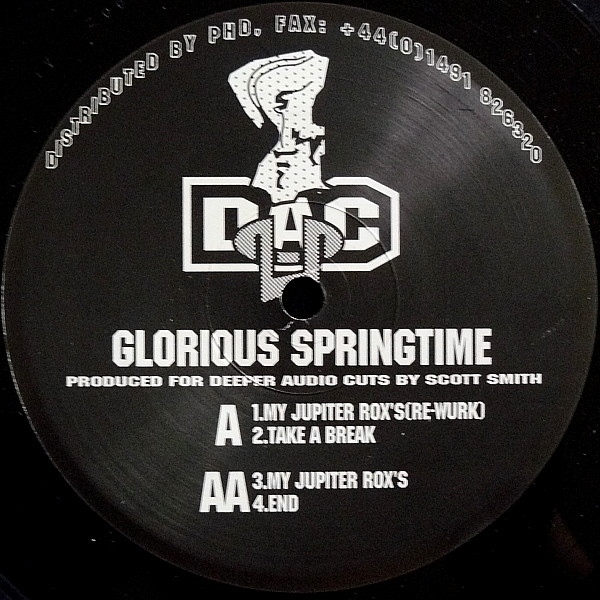 DISTRIBUTED BY PHD, FAX: +44(0)1491 826320
DAC
GLORIOUS SPRINGTIME
PRODUCED FOR DEEPER AUDIO CUTS BY SCOTT SMITH
A 1.MY JUPITER ROX'S(RE-WURK)
2.TAKE A BREAK
AA 3.MY JUPITER ROX'S
4.END